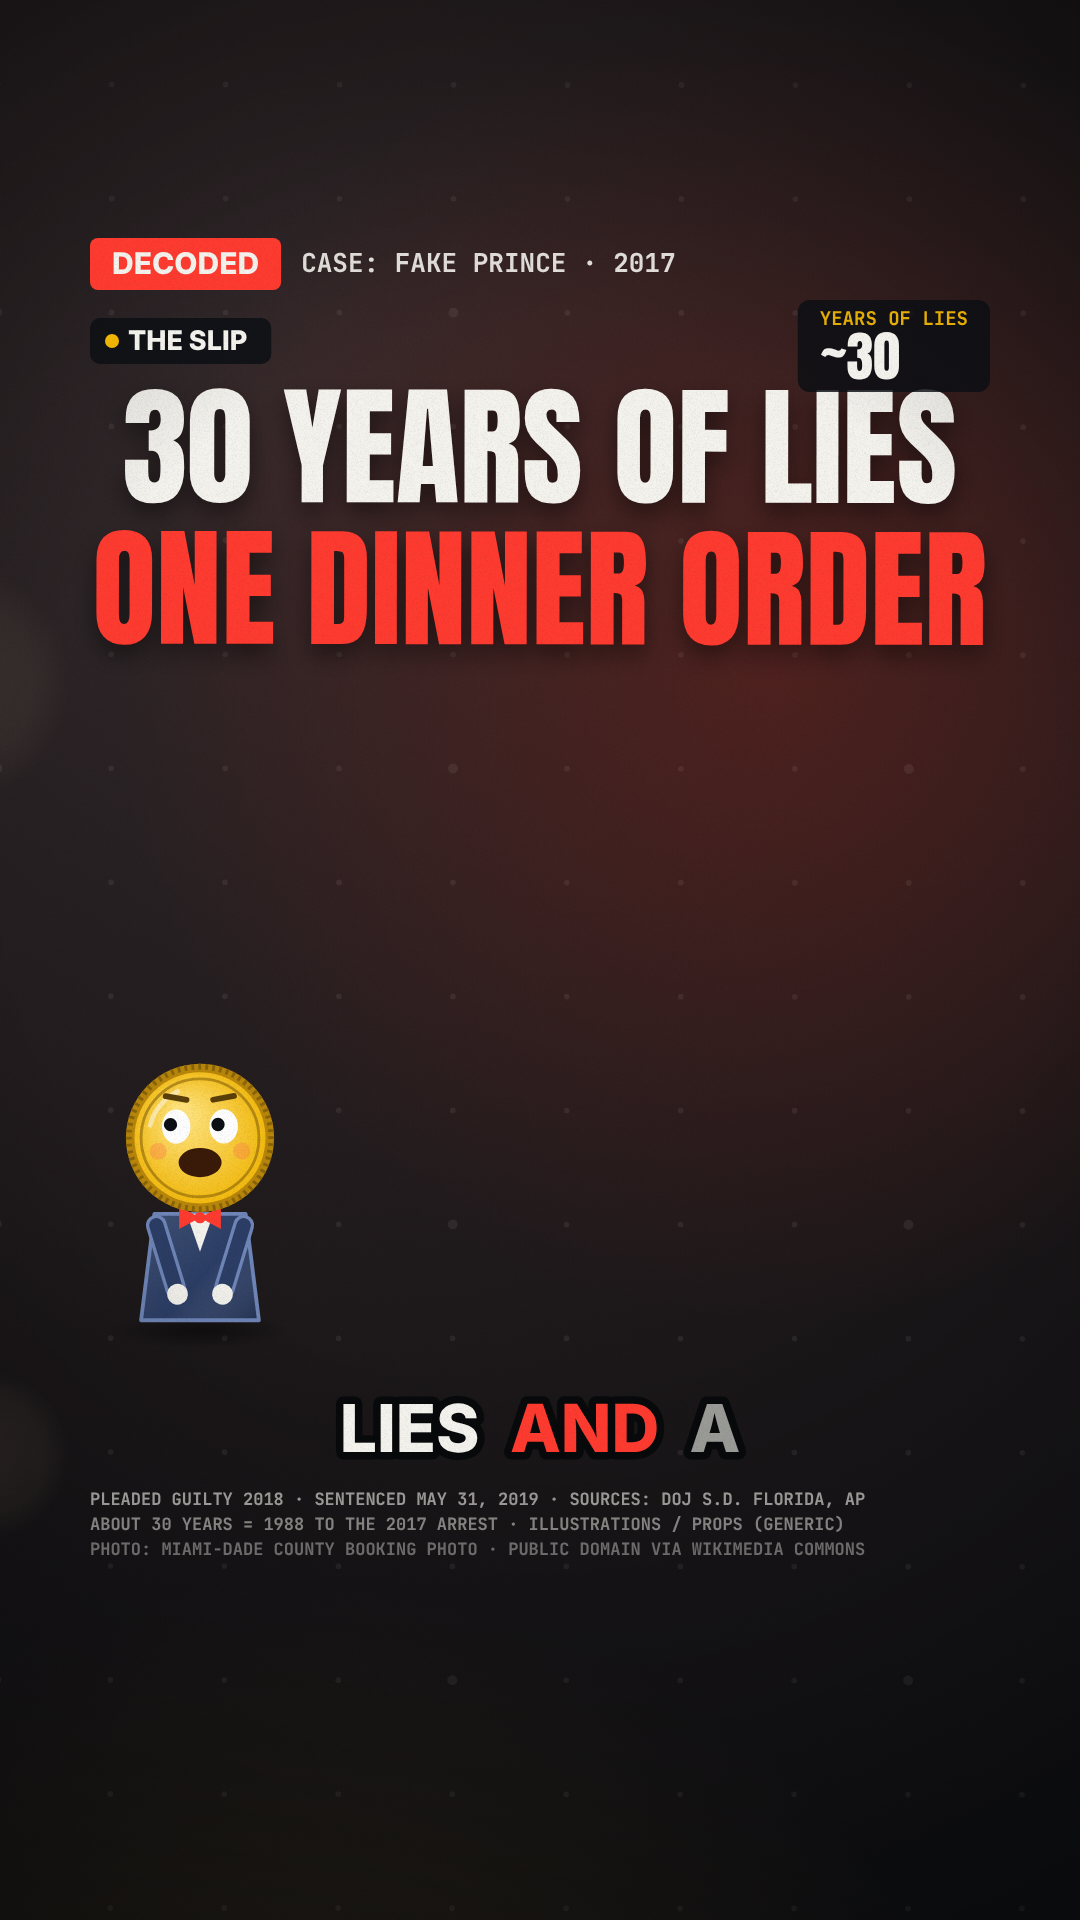 DECODED CASE: FAKE PRINCE · 2017
THE SLIP
YEARS OF LIES
~30
30 YEARS OF LIES
ONE DINNER ORDER
LIES AND A
PLEADED GUILTY 2018 · SENTENCED MAY 31, 2019 · SOURCES: DOJ S.D. FLORIDA, AP
ABOUT 30 YEARS = 1988 TO THE 2017 ARREST · ILLUSTRATIONS / PROPS (GENERIC)
PHOTO: MIAMI-DADE COUNTY BOOKING PHOTO · PUBLIC DOMAIN VIA WIKIMEDIA COMMONS